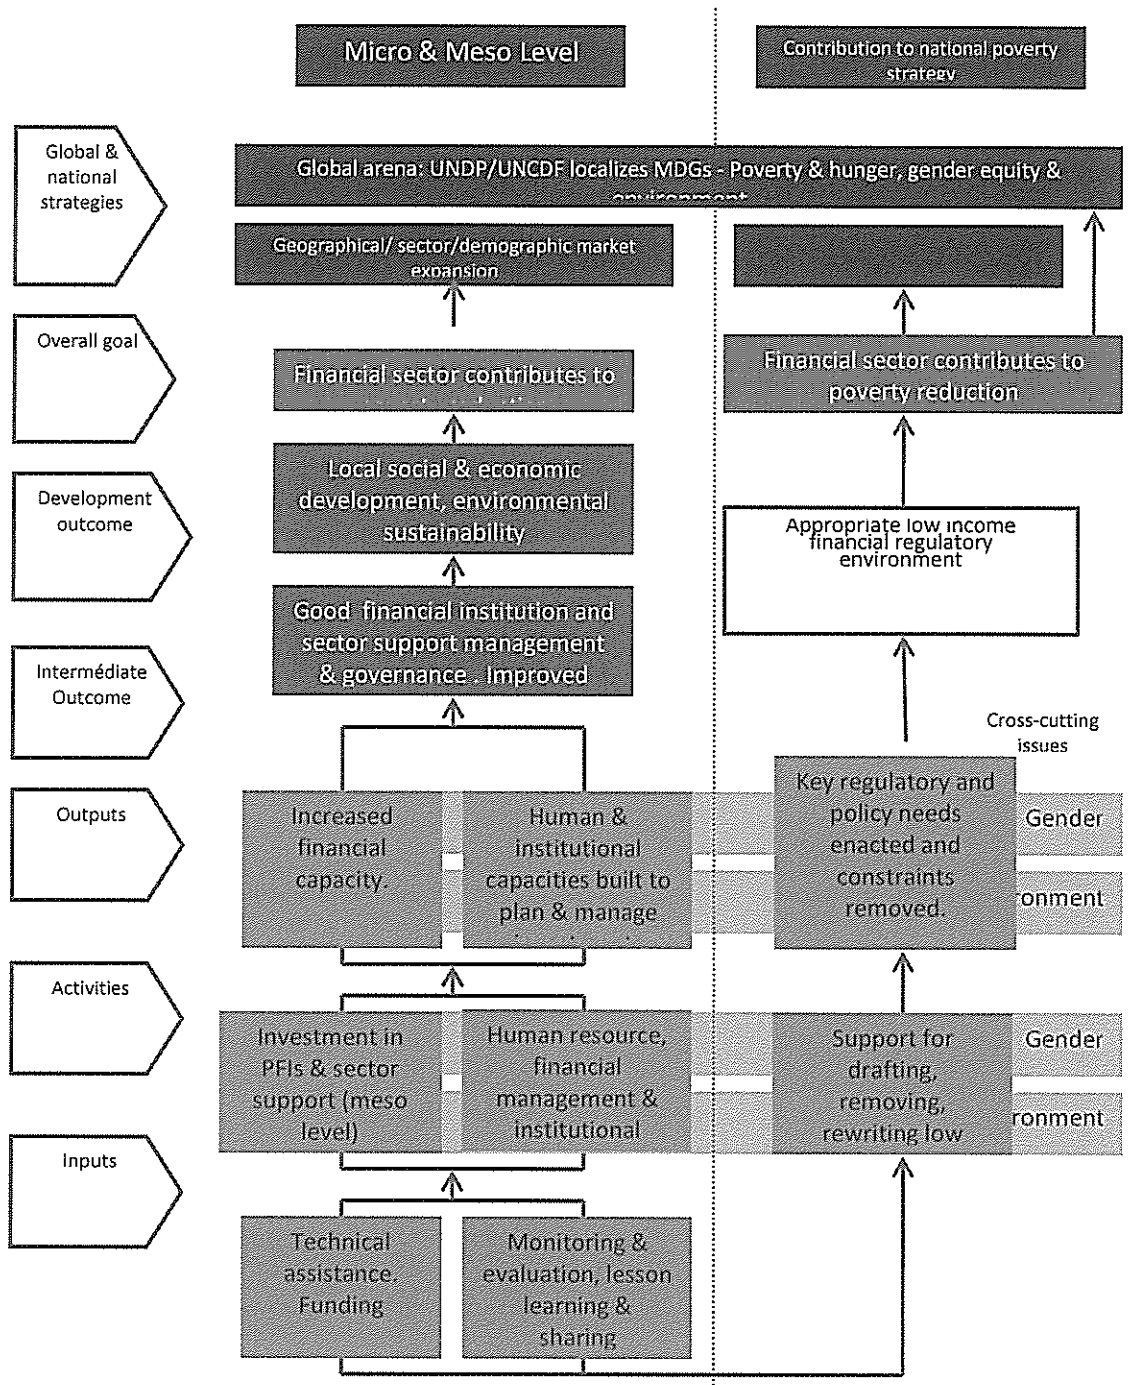 Micro & Meso Level
Contribution to national poverty
strategy
Global &
national
strategies
Global arena: UNDP/UNCDF localizes MDGs - Poverty & hunger, gender equity &
environment
Geographical/ sector/demographic market
expansion
Overall goal
Financial sector contributes to
Financial sector contributes to
poverty reduction
Development
outcome
Local social & economic
development, environmental
sustainability
Appropriate low income
financial regulatory
environment
Intermédiate
Outcome
Good financial institution and
sector support management
& governance . Improved
Cross-cutting
issues
Outputs
Increased
financial
capacity.
Human &
institutional
capacities built to
plan & manage
Key regulatory and
policy needs
enacted and
constraints
removed.
Gender
ronment
Activities
Investment in
PFIs & sector
support (meso
level)
Human resource,
financial
management &
institutional
Support for
drafting,
removing,
rewriting low
Gender
ronment
Inputs
Technical
assistance.
Funding
Monitoring &
evaluation, lesson
learning &
sharing